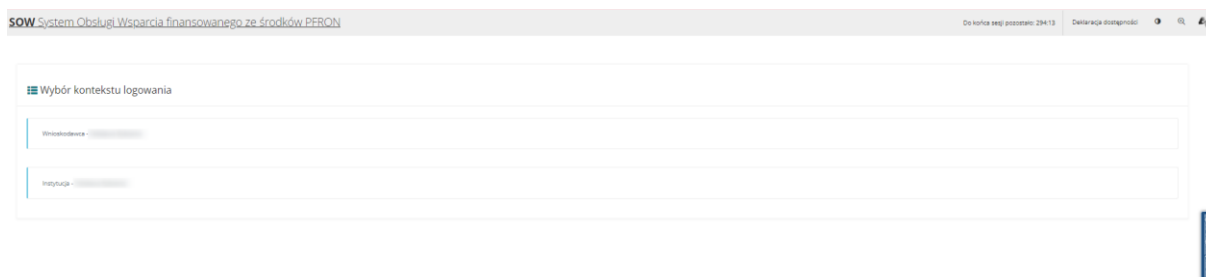 SOW System Obsługi Wsparcia finansowanego ze środków PFRON
Do końca sesji pozostało: 294:13 Deklaracja dostępności
Wybór kontekstu logowania
Wnioskodawca -
Instytucja -